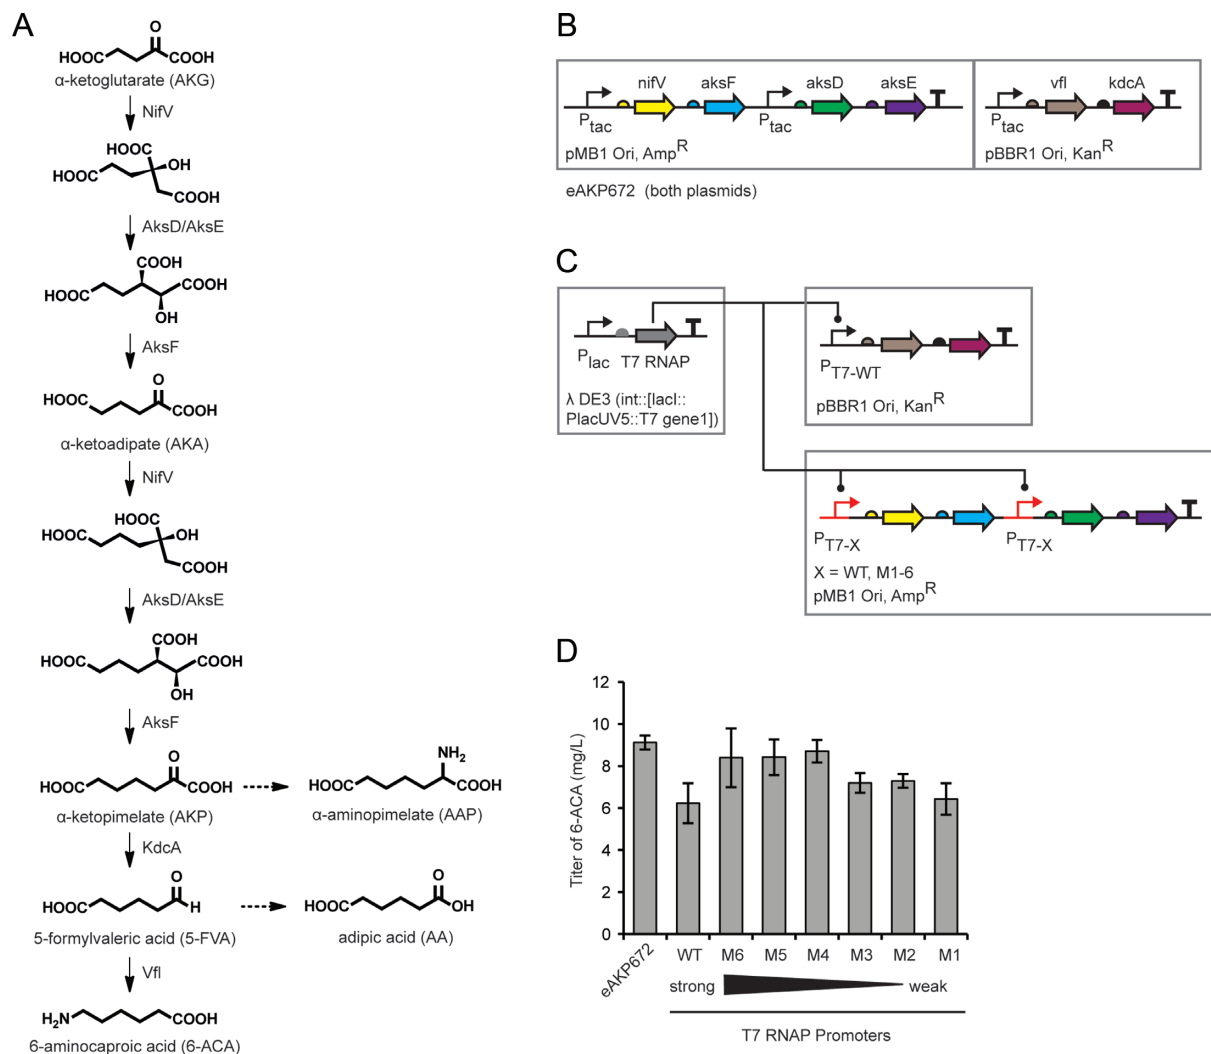 A
HOOC O COOH
α-ketoglutarate (AKG)
NifV
HOOC
HOOC OH
COOH
AksD/AksE
COOH
HOOC COOH
OH
AksF
HOOC O COOH
α-ketoadipate (AKA)
NifV
HOOC
HOOC OH
COOH
AksD/AksE
COOH
HOOC COOH
OH
AksF
HOOC O COOH
α-ketopimelate (AKP)
NH2
HOOC COOH
α-aminopimelate (AAP)
KdcA
HOOC O H
5-formylvaleric acid (5-FVA)
HOOC O OH
adipic acid (AA)
Vfl
H2N COOH
6-aminocaproic acid (6-ACA)
B
nifV aksF aksD aksE
Ptac Ptac
pMB1 Ori, AmpR
vfl kdcA
Ptac
pBBR1 Ori, KanR
eAKP672 (both plasmids)
C
Plac T7 RNAP
λ DE3 (int::[lacI::
PlacUV5::T7 gene1])
PT7-WT
pBBR1 Ori, KanR
PT7-X PT7-X
X = WT, M1-6
pMB1 Ori, AmpR
D
Titer of 6-ACA (mg/L)
12
10
8
6
4
2
0
eAKP672 WT M6 M5 M4 M3 M2 M1
strong weak
T7 RNAP Promoters